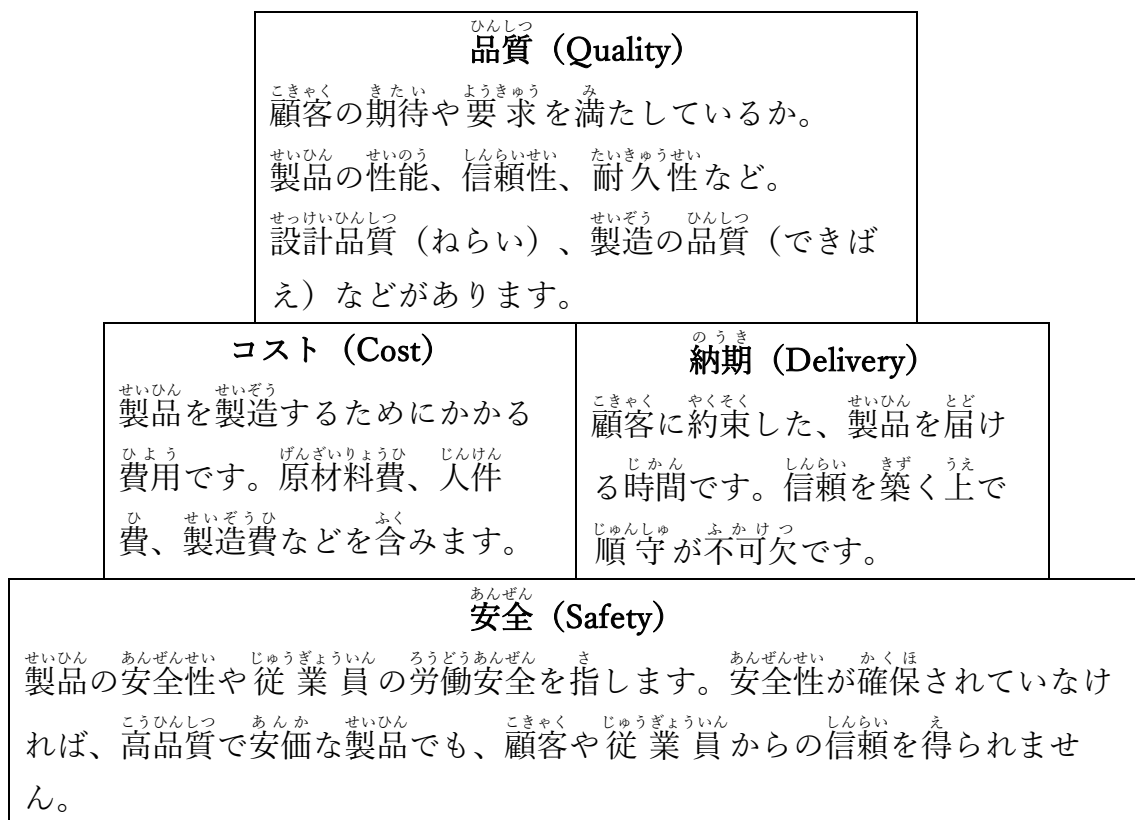 品質（Quality）
顧客の期待や要求を満たしているか。
製品の性能、信頼性、耐久性など。
設計品質（ねらい）、製造の品質（できば
え）などがあります。
コスト（Cost）
製品を製造するためにかかる
費用です。原材料費、人件
費、製造費などを含みます。
納期（Delivery）
顧客に約束した、製品を届け
る時間です。信頼を築く上で
順守が不可欠です。
安全（Safety）
製品の安全性や従業員の労働安全を指します。安全性が確保されていなけ
れば、高品質で安価な製品でも、顧客や従業員からの信頼を得られませ
ん。